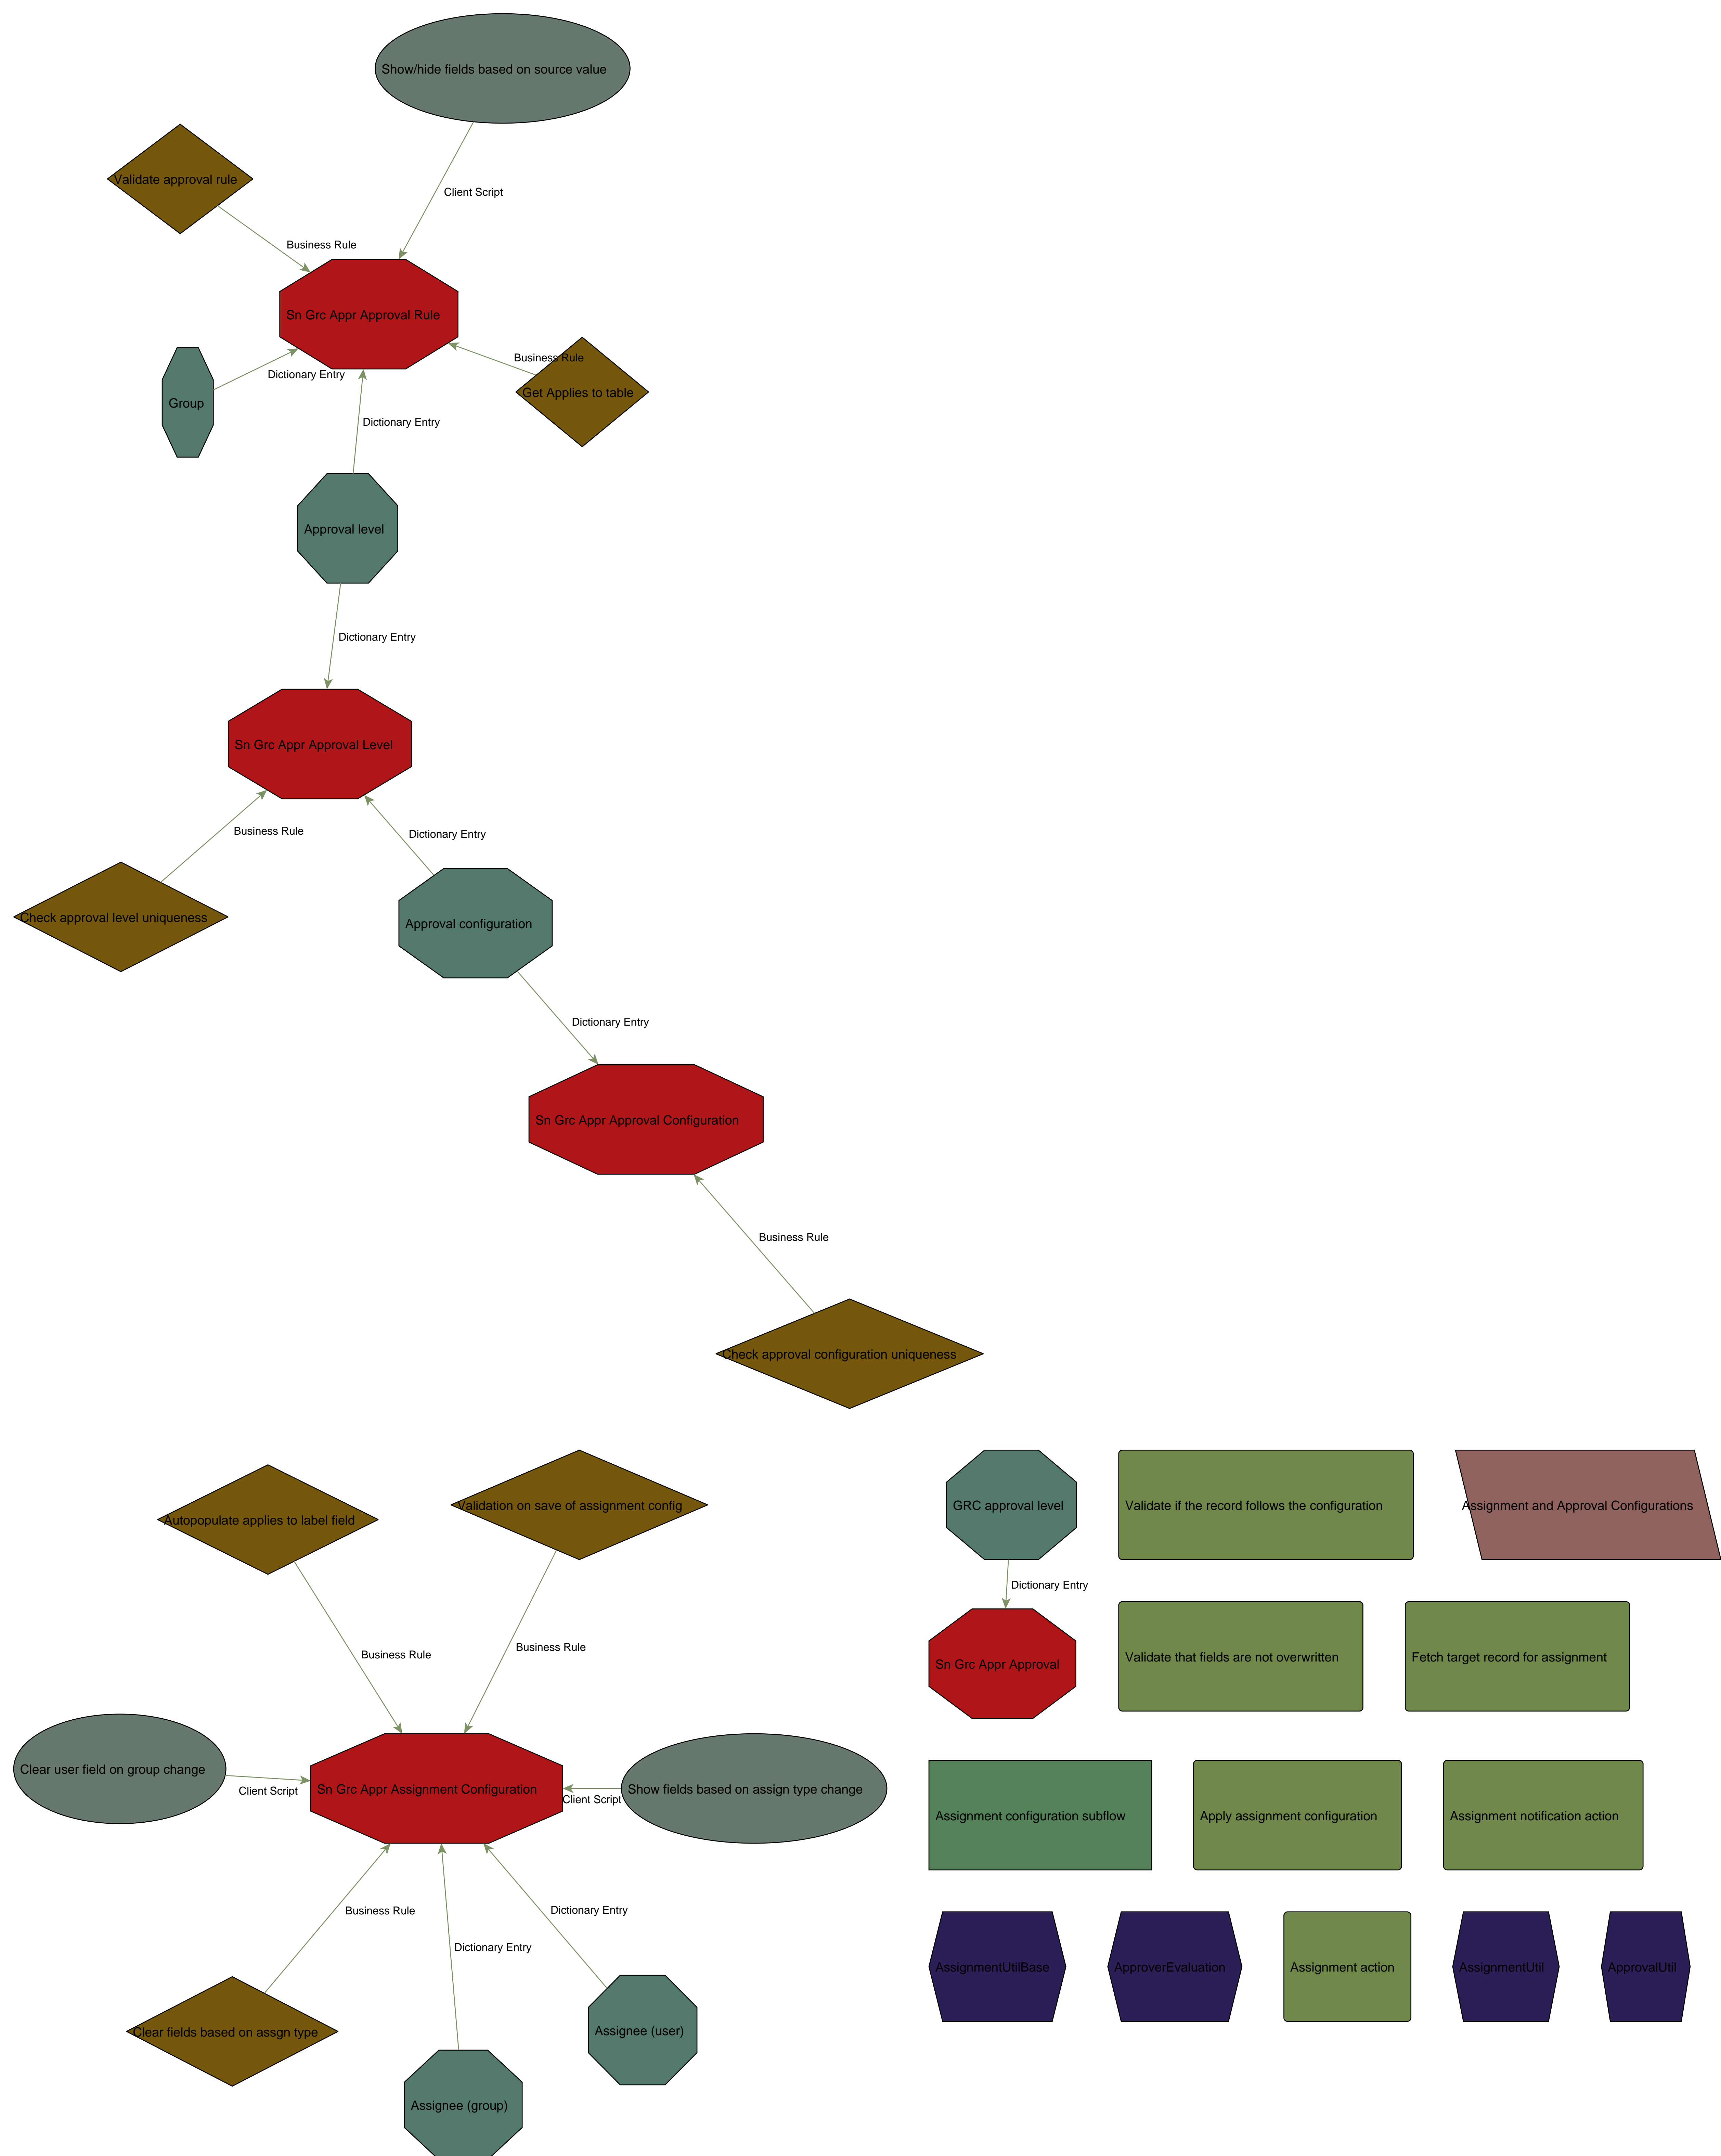 Show/hide fields based on source value
Validate approval rule
Client Script
Business Rule
Sn Grc Appr Approval Rule
Business Rule
Dictionary Entry
Get Applies to table
Group
Dictionary Entry
Approval level
Dictionary Entry
Sn Grc Appr Approval Level
Business Rule
Dictionary Entry
Check approval level uniqueness
Approval configuration
Dictionary Entry
Sn Grc Appr Approval Configuration
Business Rule
Check approval configuration uniqueness
Autopopulate applies to label field
Validation on save of assignment config
Business Rule
Business Rule
Clear user field on group change
Client Script
Sn Grc Appr Assignment Configuration
Client Script
Show fields based on assign type change
Business Rule
Dictionary Entry
Dictionary Entry
Clear fields based on assgn type
Assignee (user)
Assignee (group)
GRC approval level
Validate if the record follows the configuration
Assignment and Approval Configurations
Dictionary Entry
Sn Grc Appr Approval
Validate that fields are not overwritten
Fetch target record for assignment
Assignment configuration subflow
Apply assignment configuration
Assignment notification action
AssignmentUtilBase
ApproverEvaluation
Assignment action
AssignmentUtil
ApprovalUtil